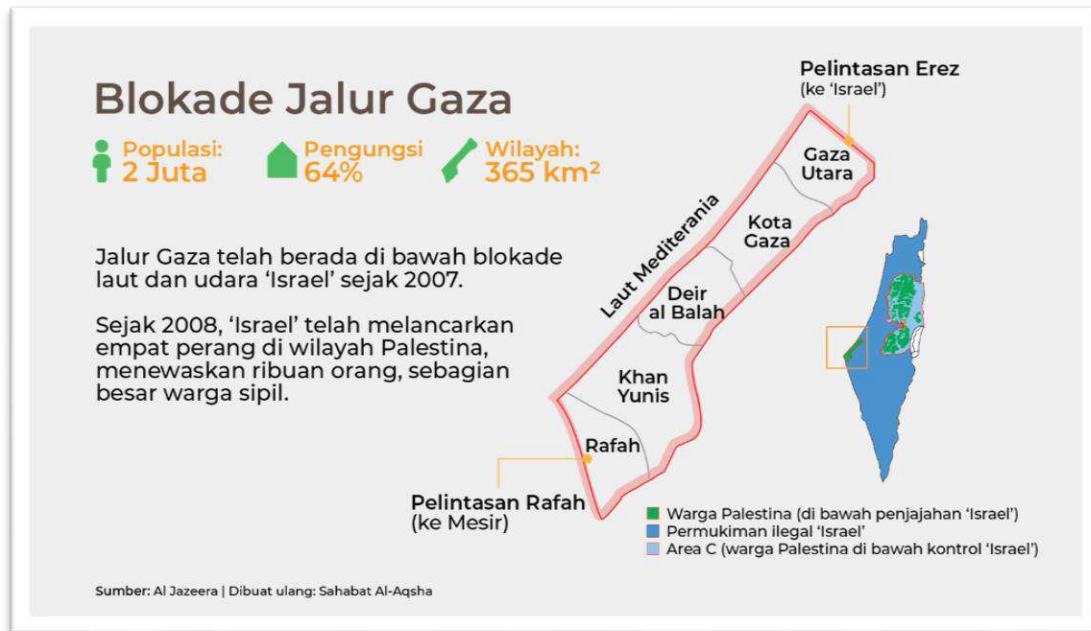 Blokade Jalur Gaza
Populasi:
2 Juta
Pengungsi
64%
Wilayah:
365 km²
Jalur Gaza telah berada di bawah blokade
laut dan udara ‘Israel’ sejak 2007.
Sejak 2008, ‘Israel’ telah melancarkan
empat perang di wilayah Palestina,
menewaskan ribuan orang, sebagian
besar warga sipil.
Pelintasan Erez
(ke ‘Israel’)
Gaza
Utara
Kota
Gaza
Laut Mediterania
Deir
al Balah
Khan
Yunis
Rafah
Pelintasan Rafah
(ke Mesir)
Warga Palestina (di bawah penjajahan ‘Israel’)
Permukiman ilegal ‘Israel’
Area C (warga Palestina di bawah kontrol ‘Israel’)
Sumber: Al Jazeera | Dibuat ulang: Sahabat Al-Aqsha